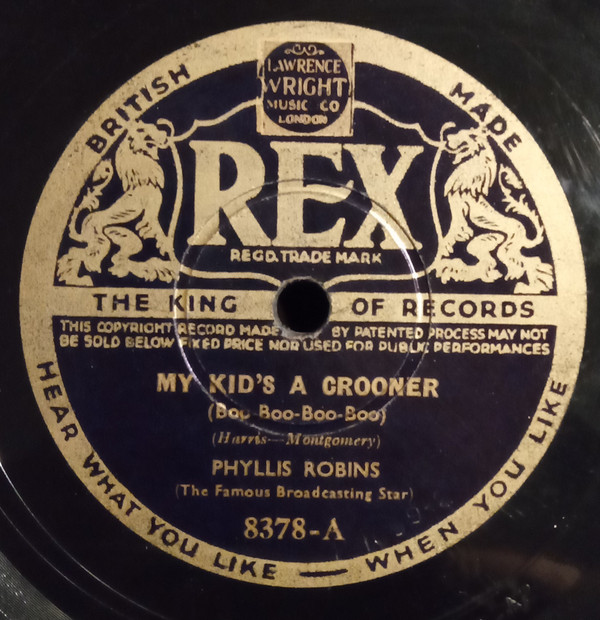 LAWRENCE
WRIGHT
MUSIC CO
LONDON
BRITISH MADE
REX
REGD. TRADE MARK
THE KING OF RECORDS
THIS COPYRIGHT RECORD MADE BY PATENTED PROCESS MAY NOT
BE SOLD BELOW FIXED PRICE NOR USED FOR PUBLIC PERFORMANCES
MY KID'S A CROONER
(Boo-Boo-Boo-Boo)
(Harris—Montgomery)
PHYLLIS ROBINS
(The Famous Broadcasting Star)
8378-A
HEAR WHAT YOU LIKE — WHEN YOU LIKE